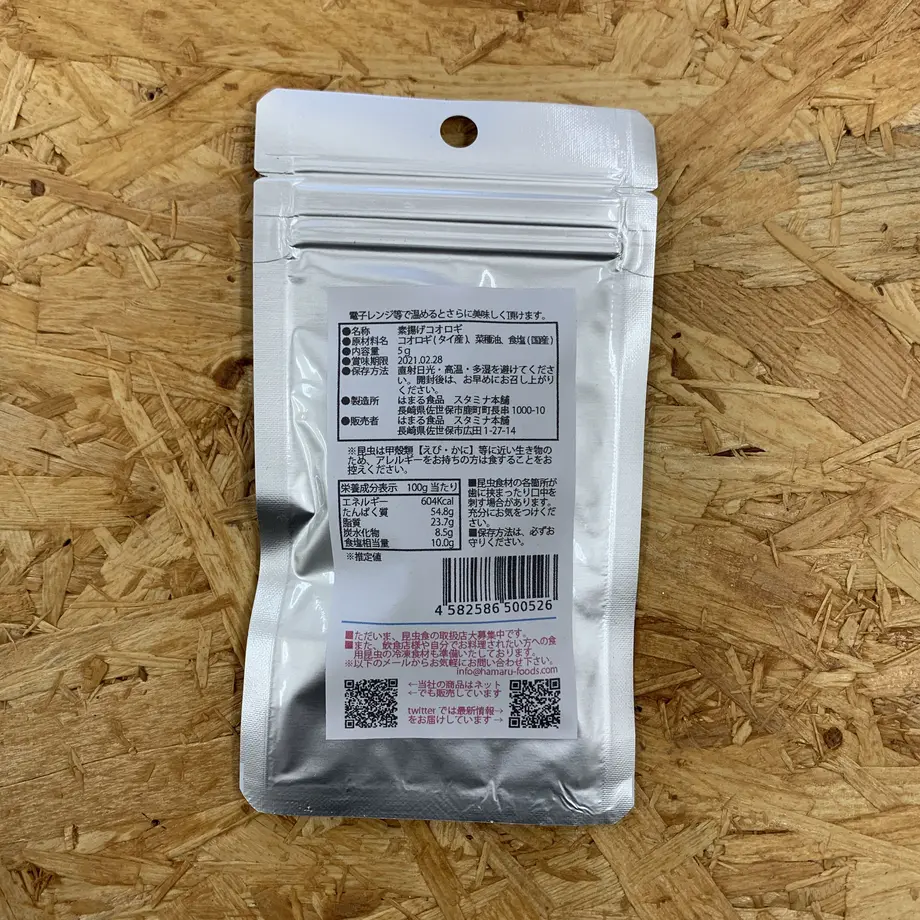 電子レンジ等で温めるとさらに美味しく頂けます。
●名称 素揚げコオロギ
●原材料名 コオロギ(タイ産)、菜種油、食塩(国産)
●内容量 5g
●賞味期限 2021.02.28
●保存方法 直射日光・高温・多湿を避けてくださ
い。開封後は、お早めにお召し上がり
ください。
●製造所 はまる食品 スタミナ本舗
長崎県佐世保市鹿町町長串1000-10
●販売者 はまる食品 スタミナ本舗
長崎県佐世保市広田1-27-14
※昆虫は甲殻類【えび・かに】等に近い生き物の
ため、アレルギーをお持ちの方は食することをお
控えください。
栄養成分表示 100g当たり
エネルギー 604Kcal
たんぱく質 54.8g
脂質 23.7g
炭水化物 8.5g
食塩相当量 10.0g
※推定値
■昆虫食材の各箇所が
歯に挟まったり口中を
刺す場合があります。
充分にお気をつけくだ
さい。
■保存方法は、必ずお
守りください。
4 582586 500526
■ただいま、昆虫食の取扱店大募集中です。
■また、飲食店様や自分でお料理されたい方への食
用昆虫の冷凍食材も準備いたしております。
※以下のメールからお気軽にお問い合わせ下さい。
info@hamaru-foods.com
←当社の商品はネット
←でも販売しています
twitterでは最新情報→
をお届けしています→